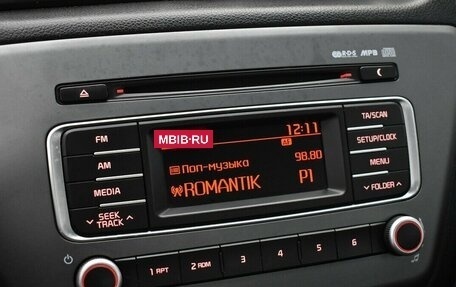 R·D·S MP3
FM
AM
MEDIA
SEEK
TRACK
MBIB·RU
12:11
AF
98.80
Поп-музыка
ROMANTIK P1
TA/SCAN
SETUP/CLOCK
MENU
FOLDER
1 RPT
2 RDM
3
4
5
6